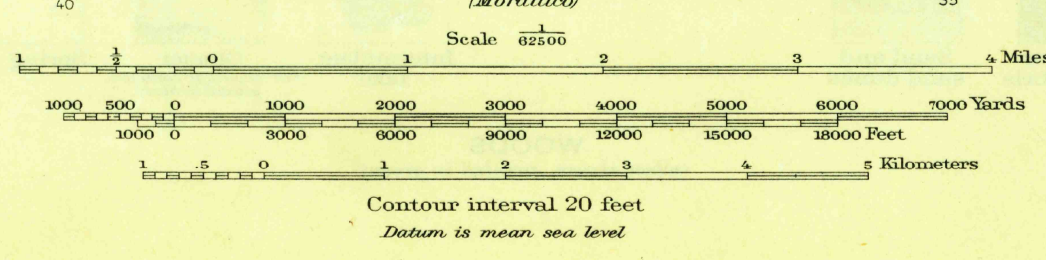 40 (Morattico) 35
Scale 1/62500
1 1/2 0 1 2 3 4 Miles
1000 500 0 1000 2000 3000 4000 5000 6000 7000 Yards
1000 0 3000 6000 9000 12000 15000 18000 Feet
1 .5 0 1 2 3 4 5 Kilometers
Contour interval 20 feet
Datum is mean sea level